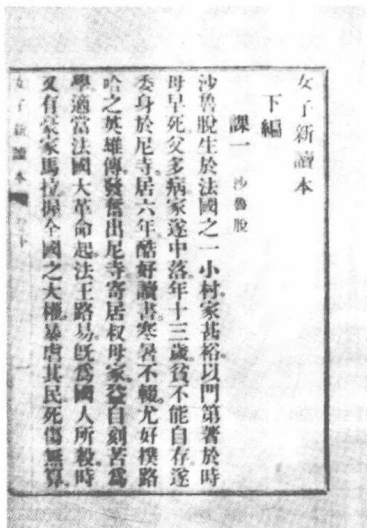 女子新讀本
下編
課一 沙魯脫
沙魯脫生於法國之一小村家甚裕以門第著於時
母早死父多病家遂中落年十三歲貧不能自存遂
委身於尼寺居六年酷好讀書寒暑不輟尤好撲路
哈之英雄傳發奮出尼寺寄居叔母家益自刻苦爲
學適當法國大革命起法王路易旣爲國人所殺時
又有豪家馬拉握全國之大權暴虐其民死傷無算
女子新讀本